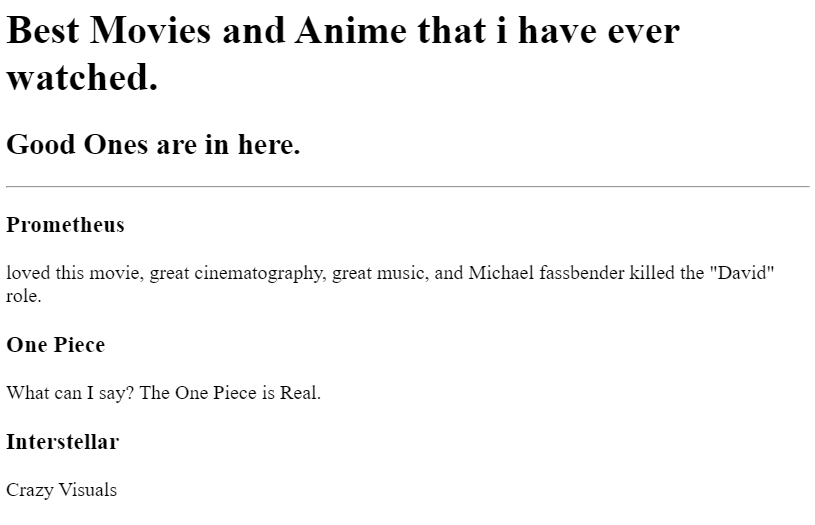 Best Movies and Anime that i have ever
watched.
Good Ones are in here.
Prometheus
loved this movie, great cinematography, great music, and Michael fassbender killed the "David"
role.
One Piece
What can I say? The One Piece is Real.
Interstellar
Crazy Visuals